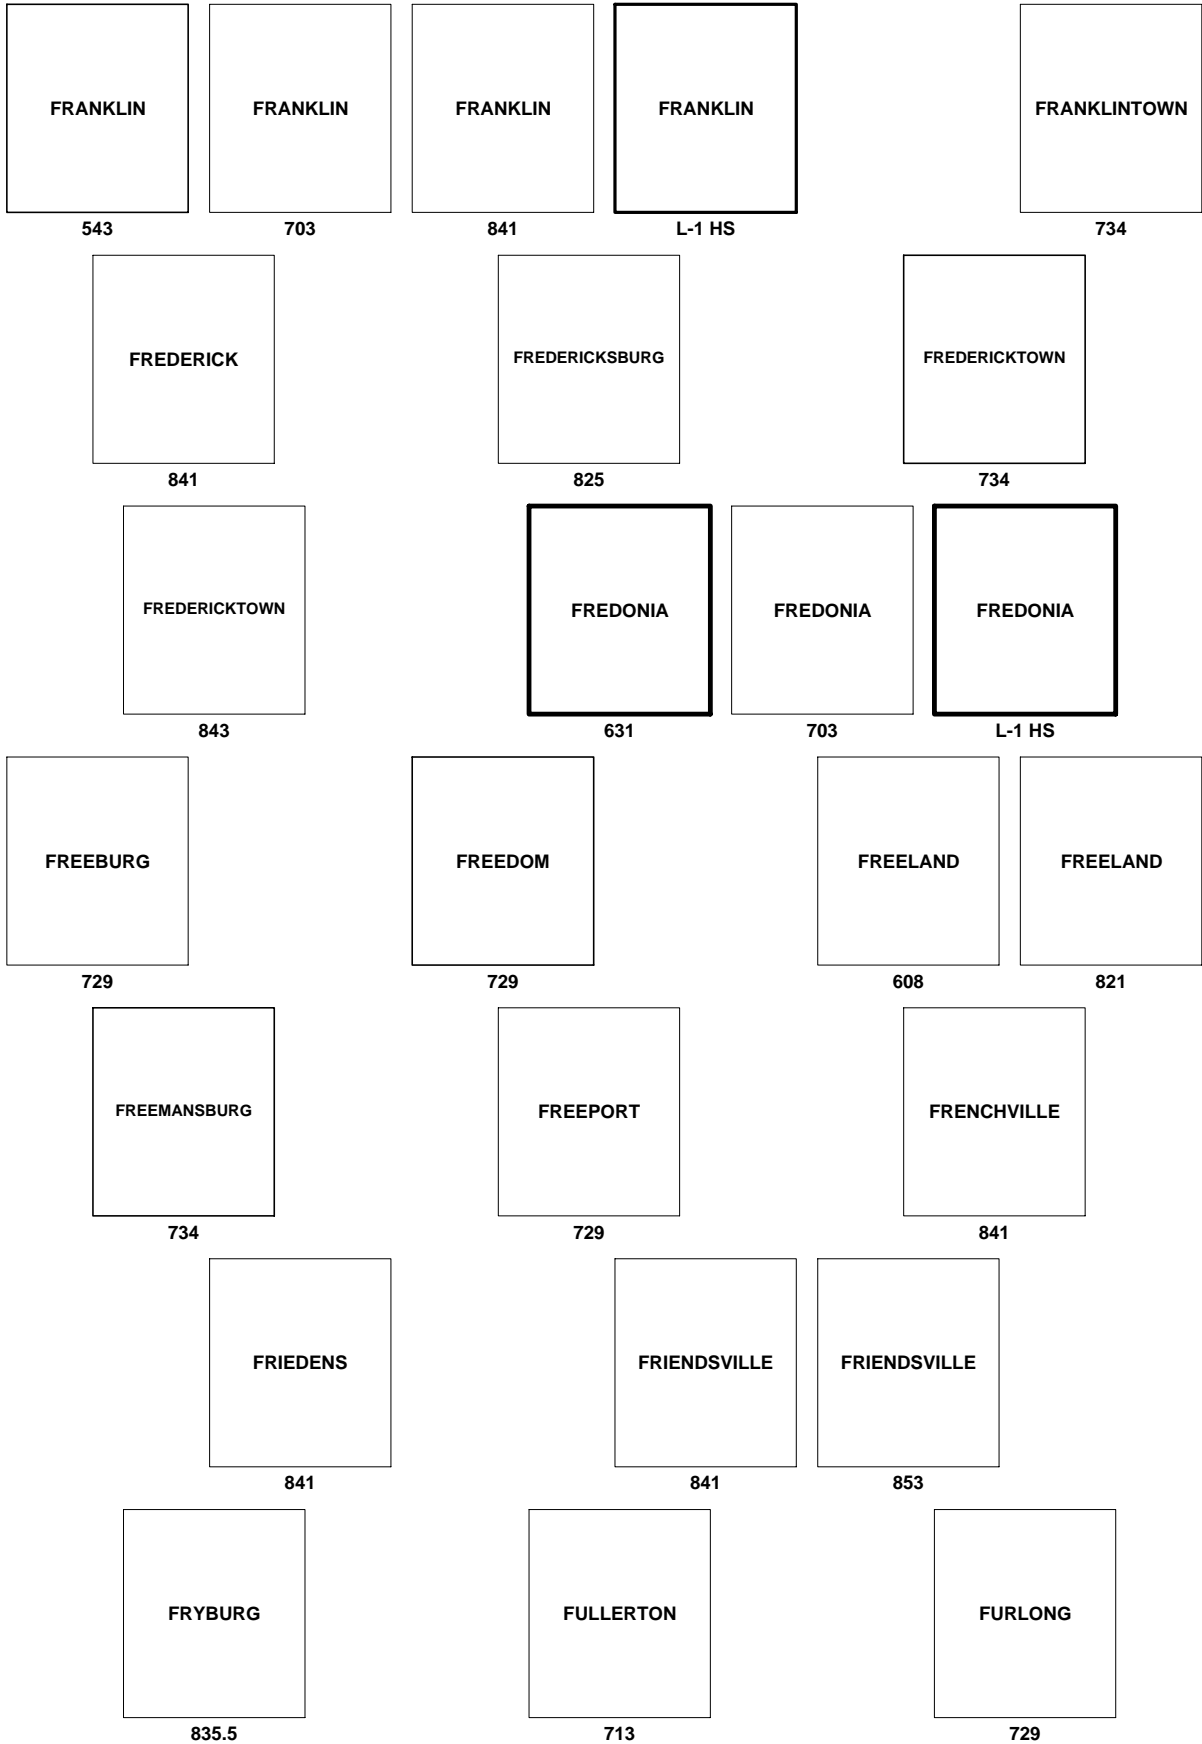 FRANKLIN FRANKLIN FRANKLIN FRANKLIN FRANKLINTOWN
543 703 841 L-1 HS 734
FREDERICK FREDERICKSBURG FREDERICKTOWN
841 825 734
FREDERICKTOWN FREDONIA FREDONIA FREDONIA
843 631 703 L-1 HS
FREEBURG FREEDOM FREELAND FREELAND
729 729 608 821
FREEMANSBURG FREEPORT FRENCHVILLE
734 729 841
FRIEDENS FRIENDSVILLE FRIENDSVILLE
841 841 853
FRYBURG FULLERTON FURLONG
835.5 713 729